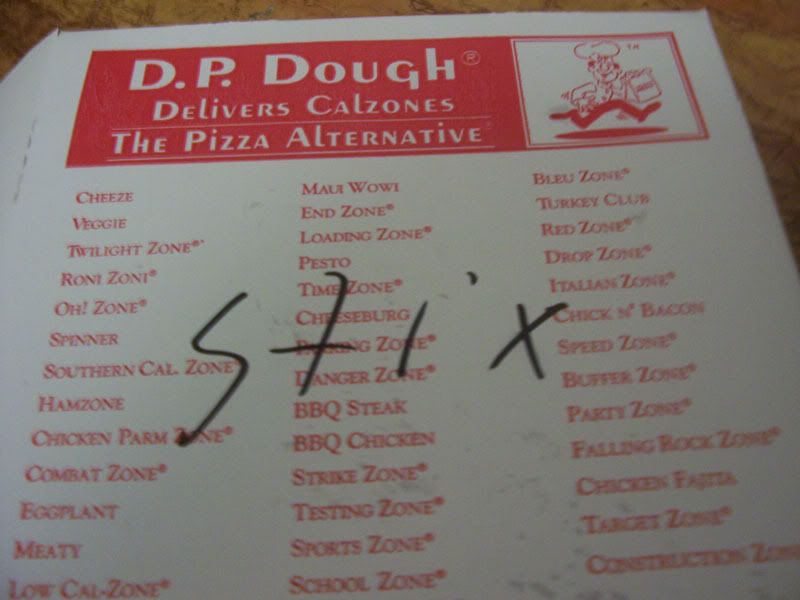 D.P. Dough®
Delivers Calzones
The Pizza Alternative
TM
Cheeze
Veggie
Twilight Zone®
Roni Zoni®
Oh! Zone®
Spinner
Southern Cal. Zone
Hamzone
Chicken Parm Zone®
Combat Zone®
Eggplant
Meaty
Low Cal-Zone®
Maui Wowi
End Zone®
Loading Zone®
Pesto
Time Zone®
Cheeseburg
Parking Zone®
Danger Zone®
BBQ Steak
BBQ Chicken
Strike Zone®
Testing Zone®
Sports Zone®
School Zone®
Bleu Zone®
Turkey Club
Red Zone®
Drop Zone®
Italian Zone®
Chick N' Bacon
Speed Zone®
Buffer Zone®
Party Zone®
Falling Rock Zone®
Chicken Fajita
Target Zone®
Construction Zone
stix